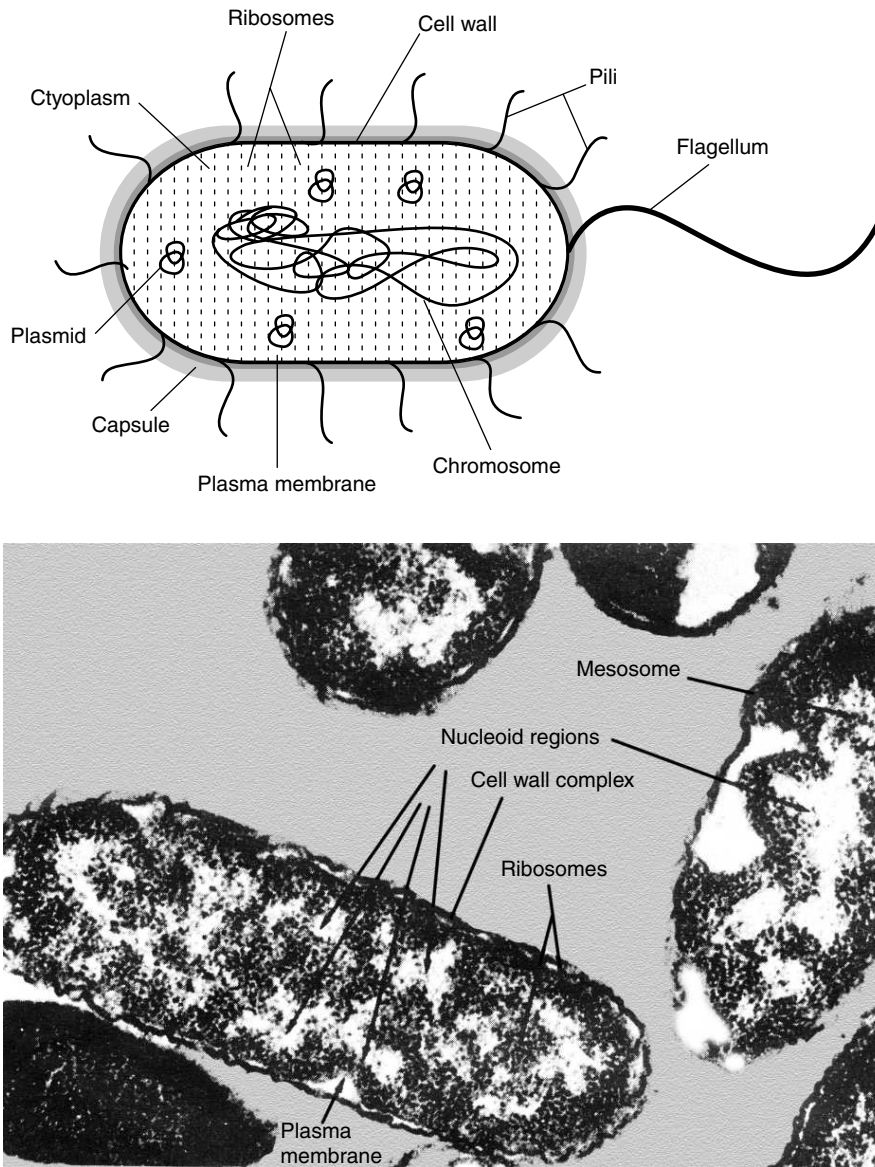 Ribosomes
Cell wall
Pili
Ctyoplasm
Flagellum
Plasmid
Capsule
Chromosome
Plasma membrane
Mesosome
Nucleoid regions
Cell wall complex
Ribosomes
Plasma
membrane